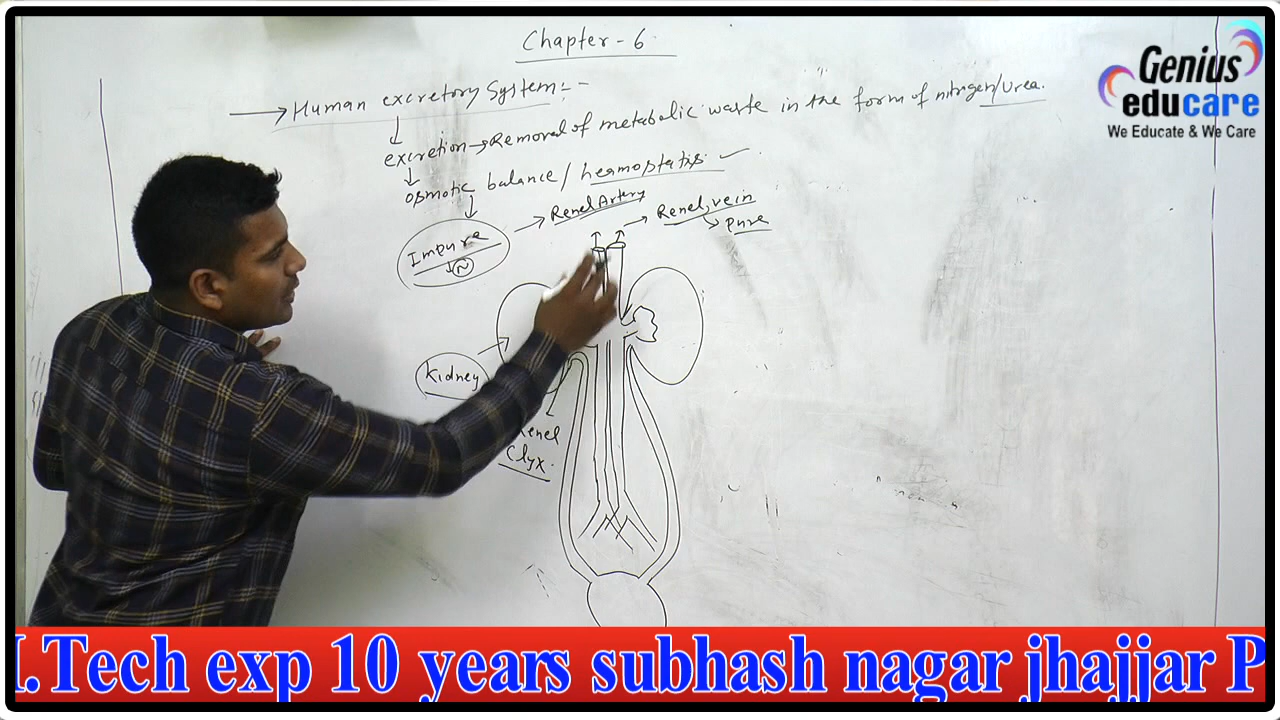 Chapter - 6
Human excretory System :-
excretion → Removal of metabolic waste in the form of nitrogen/Urea.
osmotic balance / heamostatis.
Renel Artery
Renel, vein
Pure
Impure
N
Kidney
Renel
Clyx.
Genius
educare
We Educate & We Care
.Tech exp 10 years subhash nagar jhajjar P